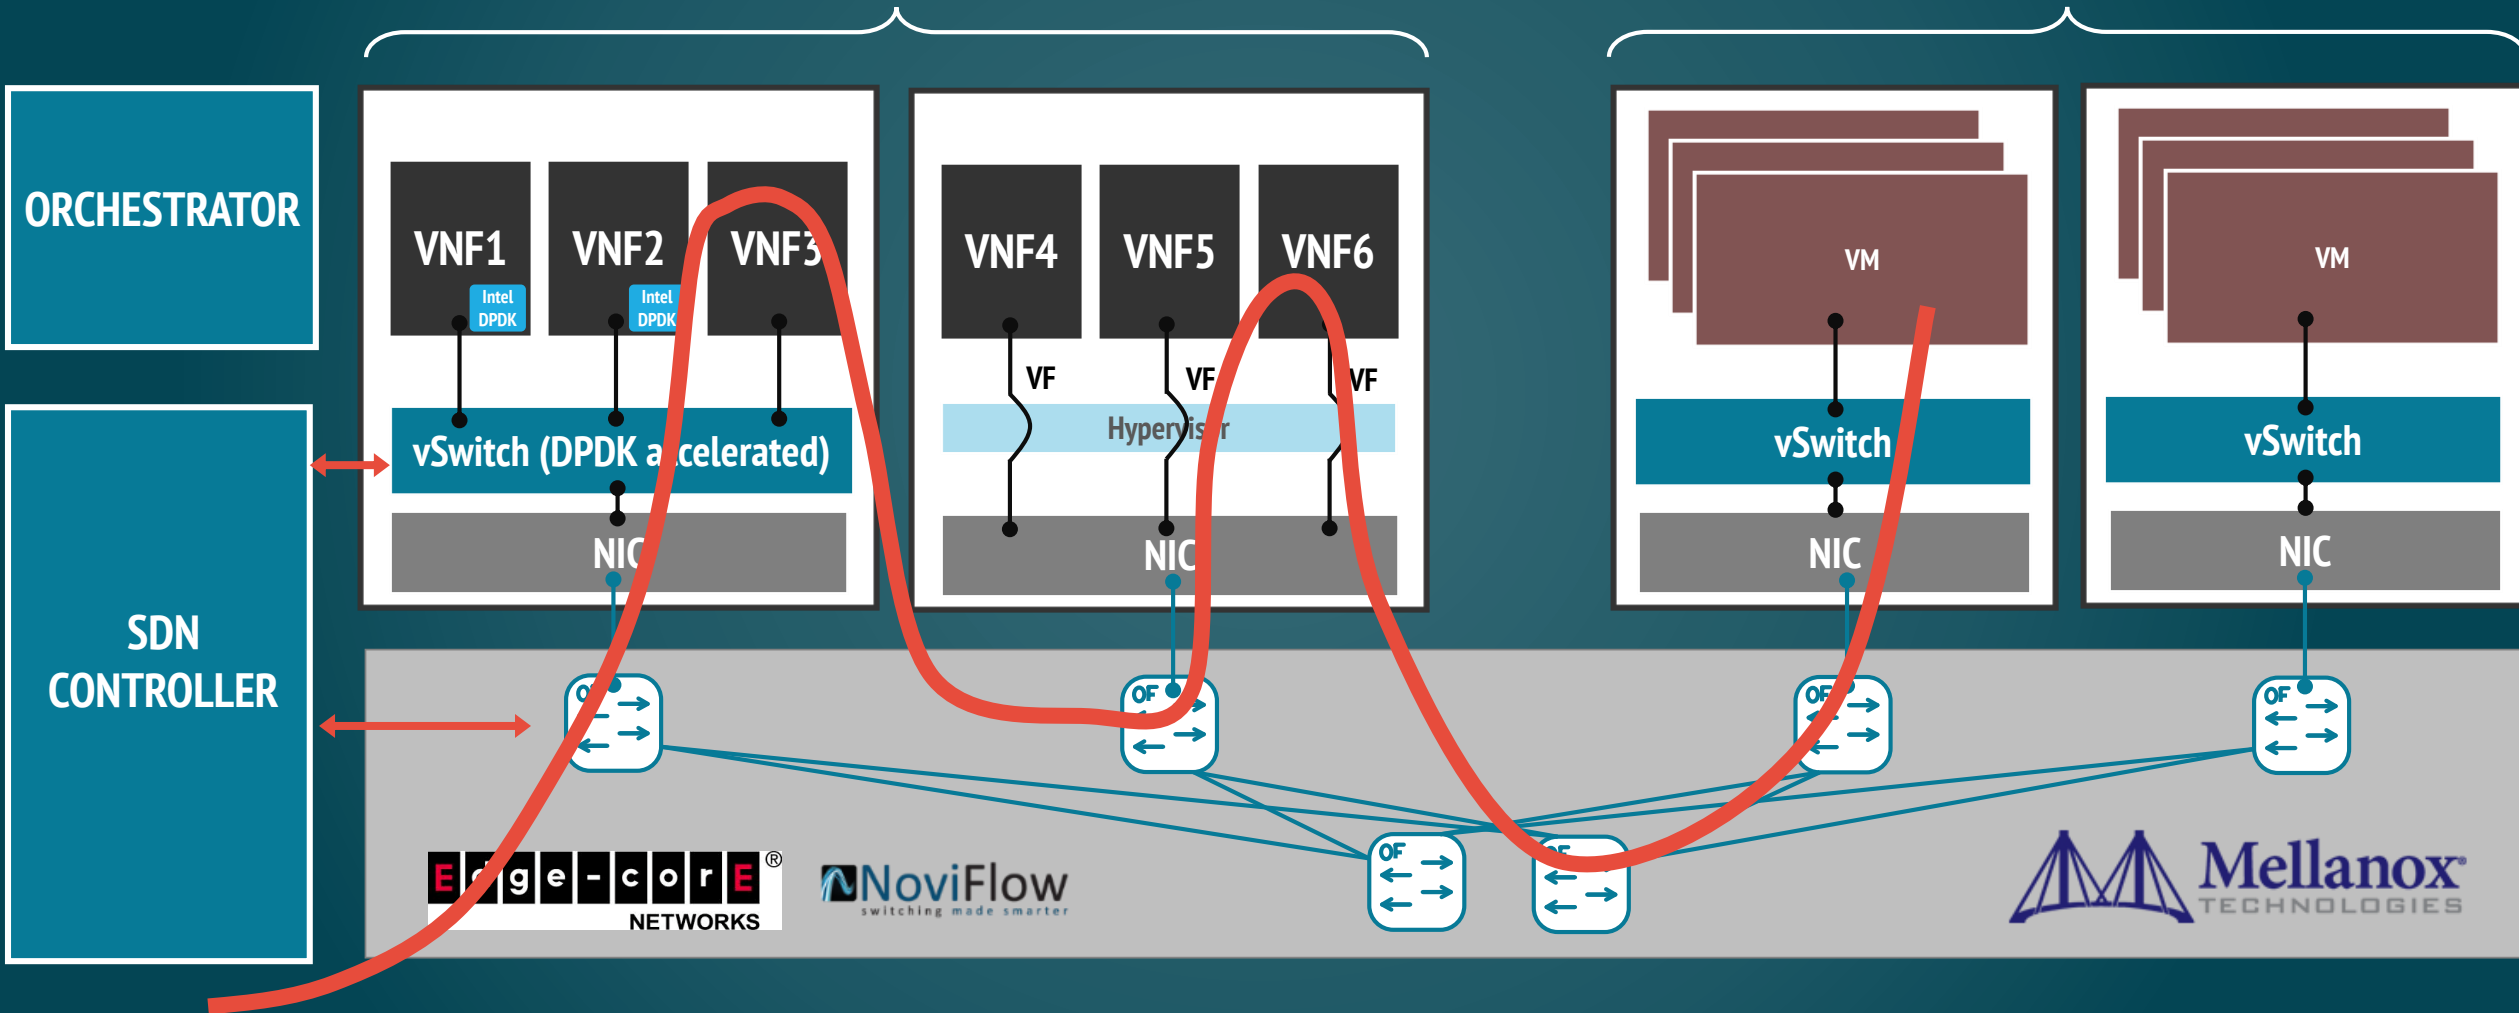 ORCHESTRATOR
SDN
CONTROLLER
VNF1
Intel
DPDK
VNF2
Intel
DPDK
VNF3
vSwitch (DPDK accelerated)
NIC
VNF4
VNF5
VNF6
VF
VF
VF
Hypervisor
NIC
VM
vSwitch
NIC
VM
vSwitch
NIC
OF
OF
OF
OF
OF
OF
Edge-corE®
NETWORKS
NoviFlow
switching made smarter
Mellanox®
TECHNOLOGIES